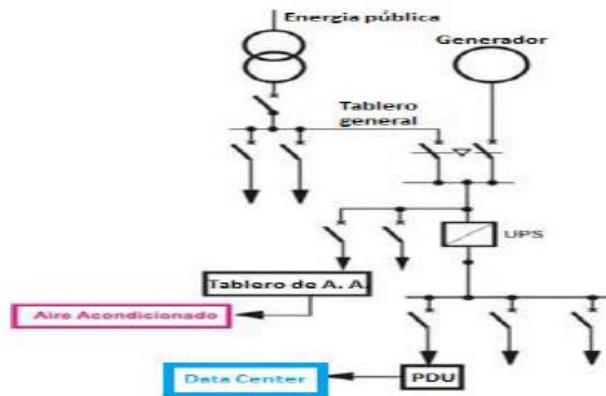 Energia pública
Generador
Tablero
general
UPS
Tablero de A. A.
Aire Acondicionado
PDU
Data Center